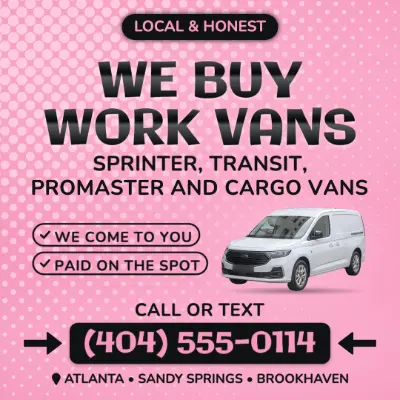 LOCAL & HONEST
WE BUY
WORK VANS
SPRINTER, TRANSIT,
PROMASTER AND CARGO VANS
WE COME TO YOU
PAID ON THE SPOT
CALL OR TEXT
(404) 555-0114
ATLANTA • SANDY SPRINGS • BROOKHAVEN